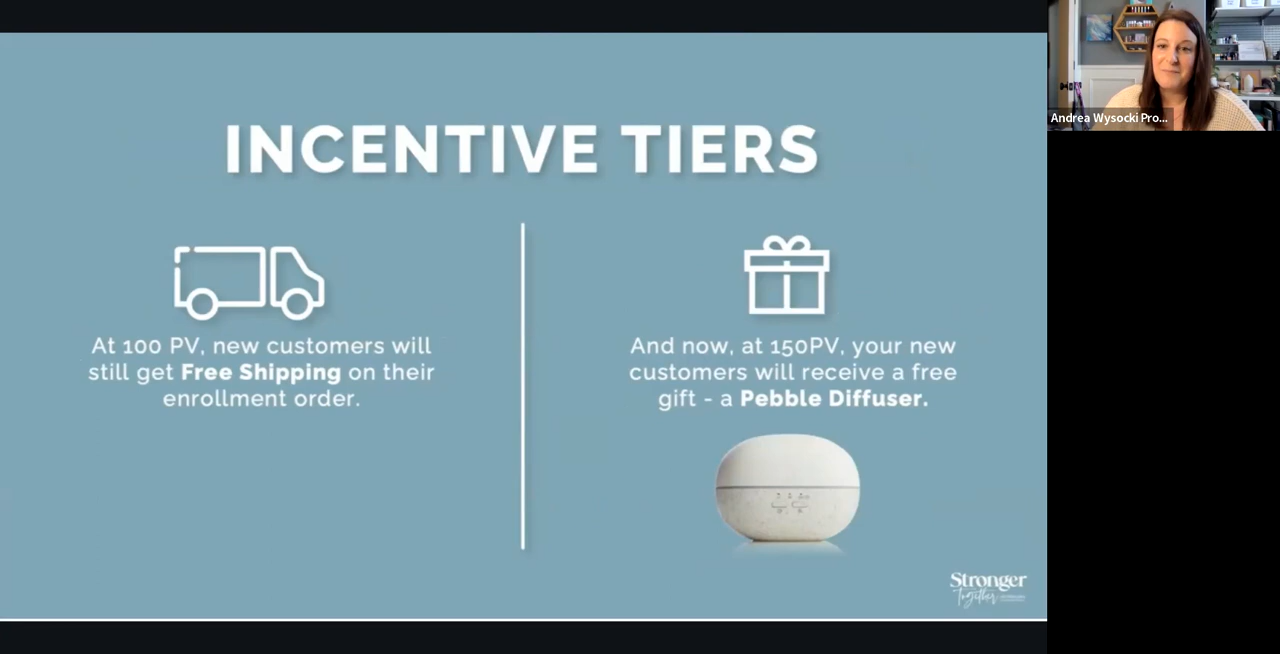 INCENTIVE TIERS
At 100 PV, new customers will
still get Free Shipping on their
enrollment order.
And now, at 150PV, your new
customers will receive a free
gift - a Pebble Diffuser.
Stronger
Together
Andrea Wysocki Pro...